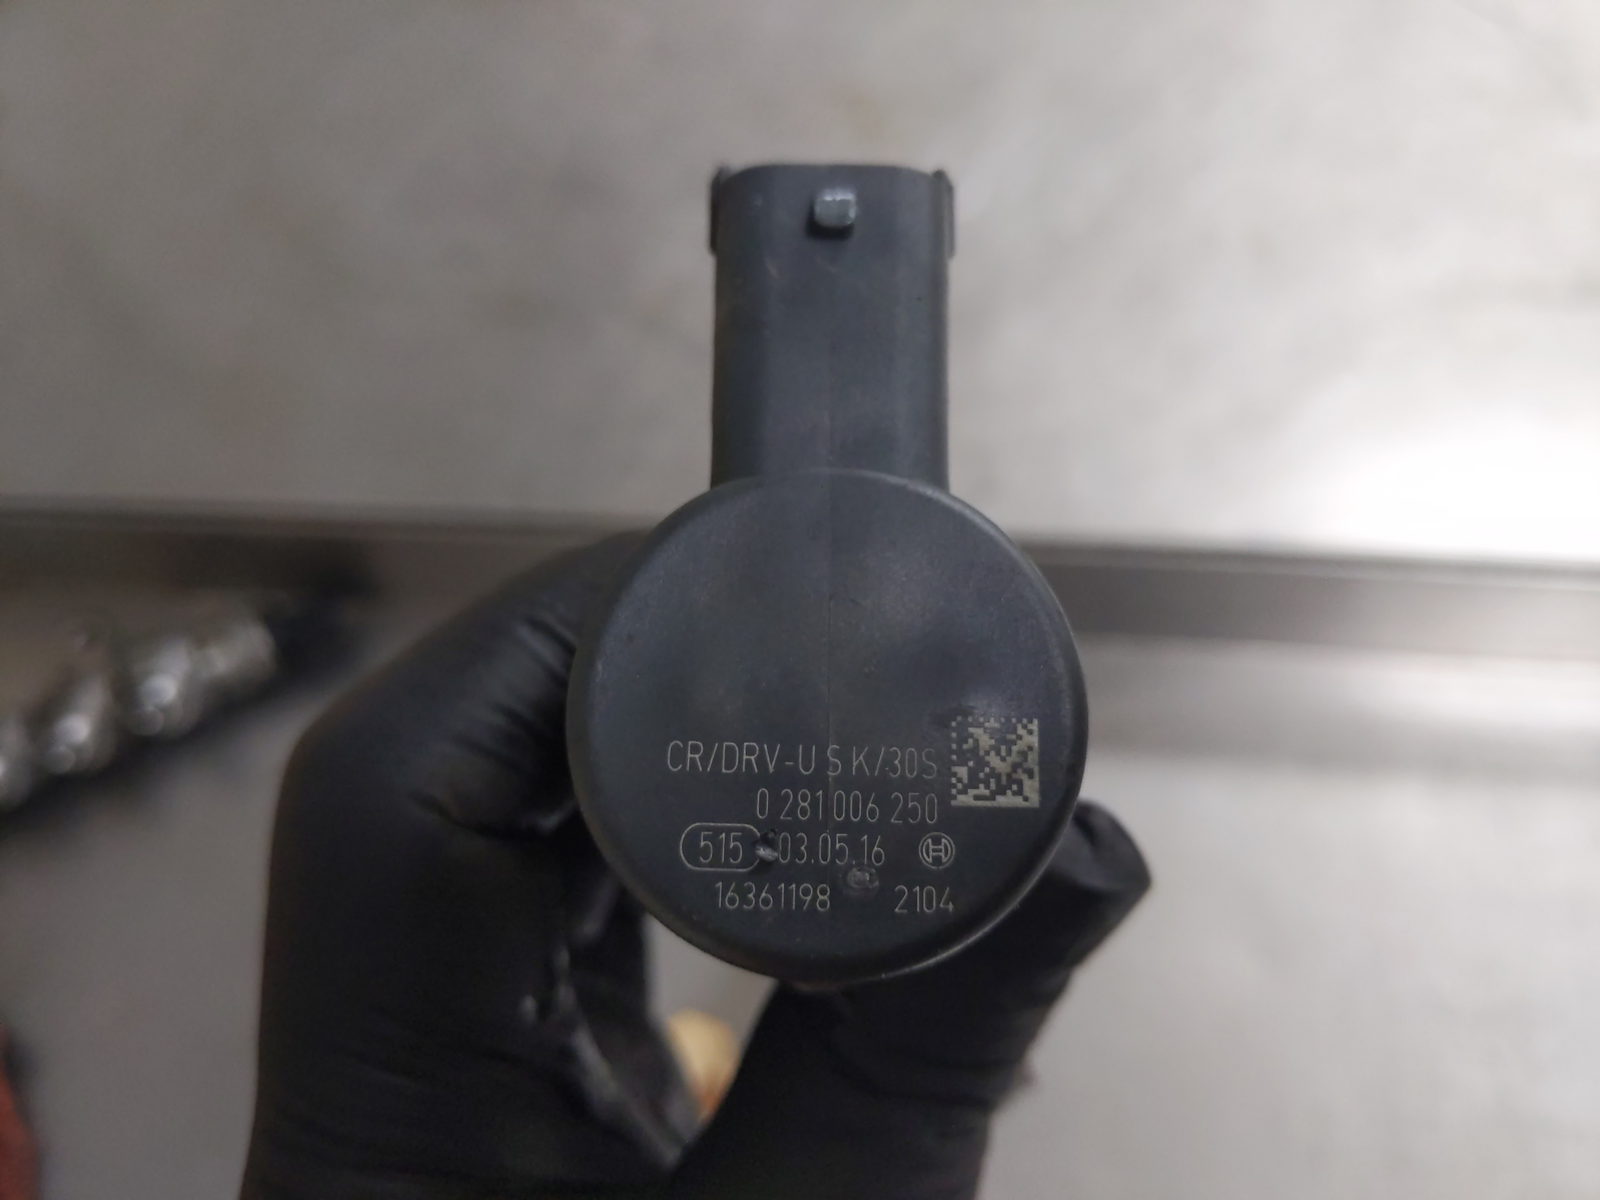 CR/DRV-U S K/30S
0 281 006 250
515 03.05.16
16361198 2104